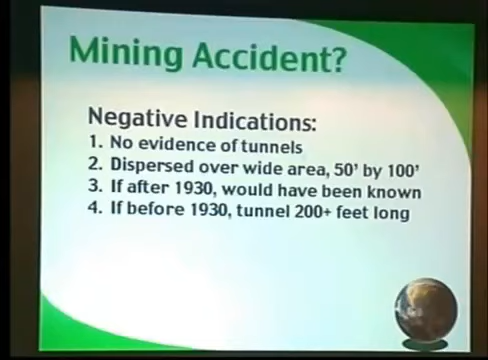 Mining Accident?
Negative Indications:
1. No evidence of tunnels
2. Dispersed over wide area, 50' by 100'
3. If after 1930, would have been known
4. If before 1930, tunnel 200+ feet long